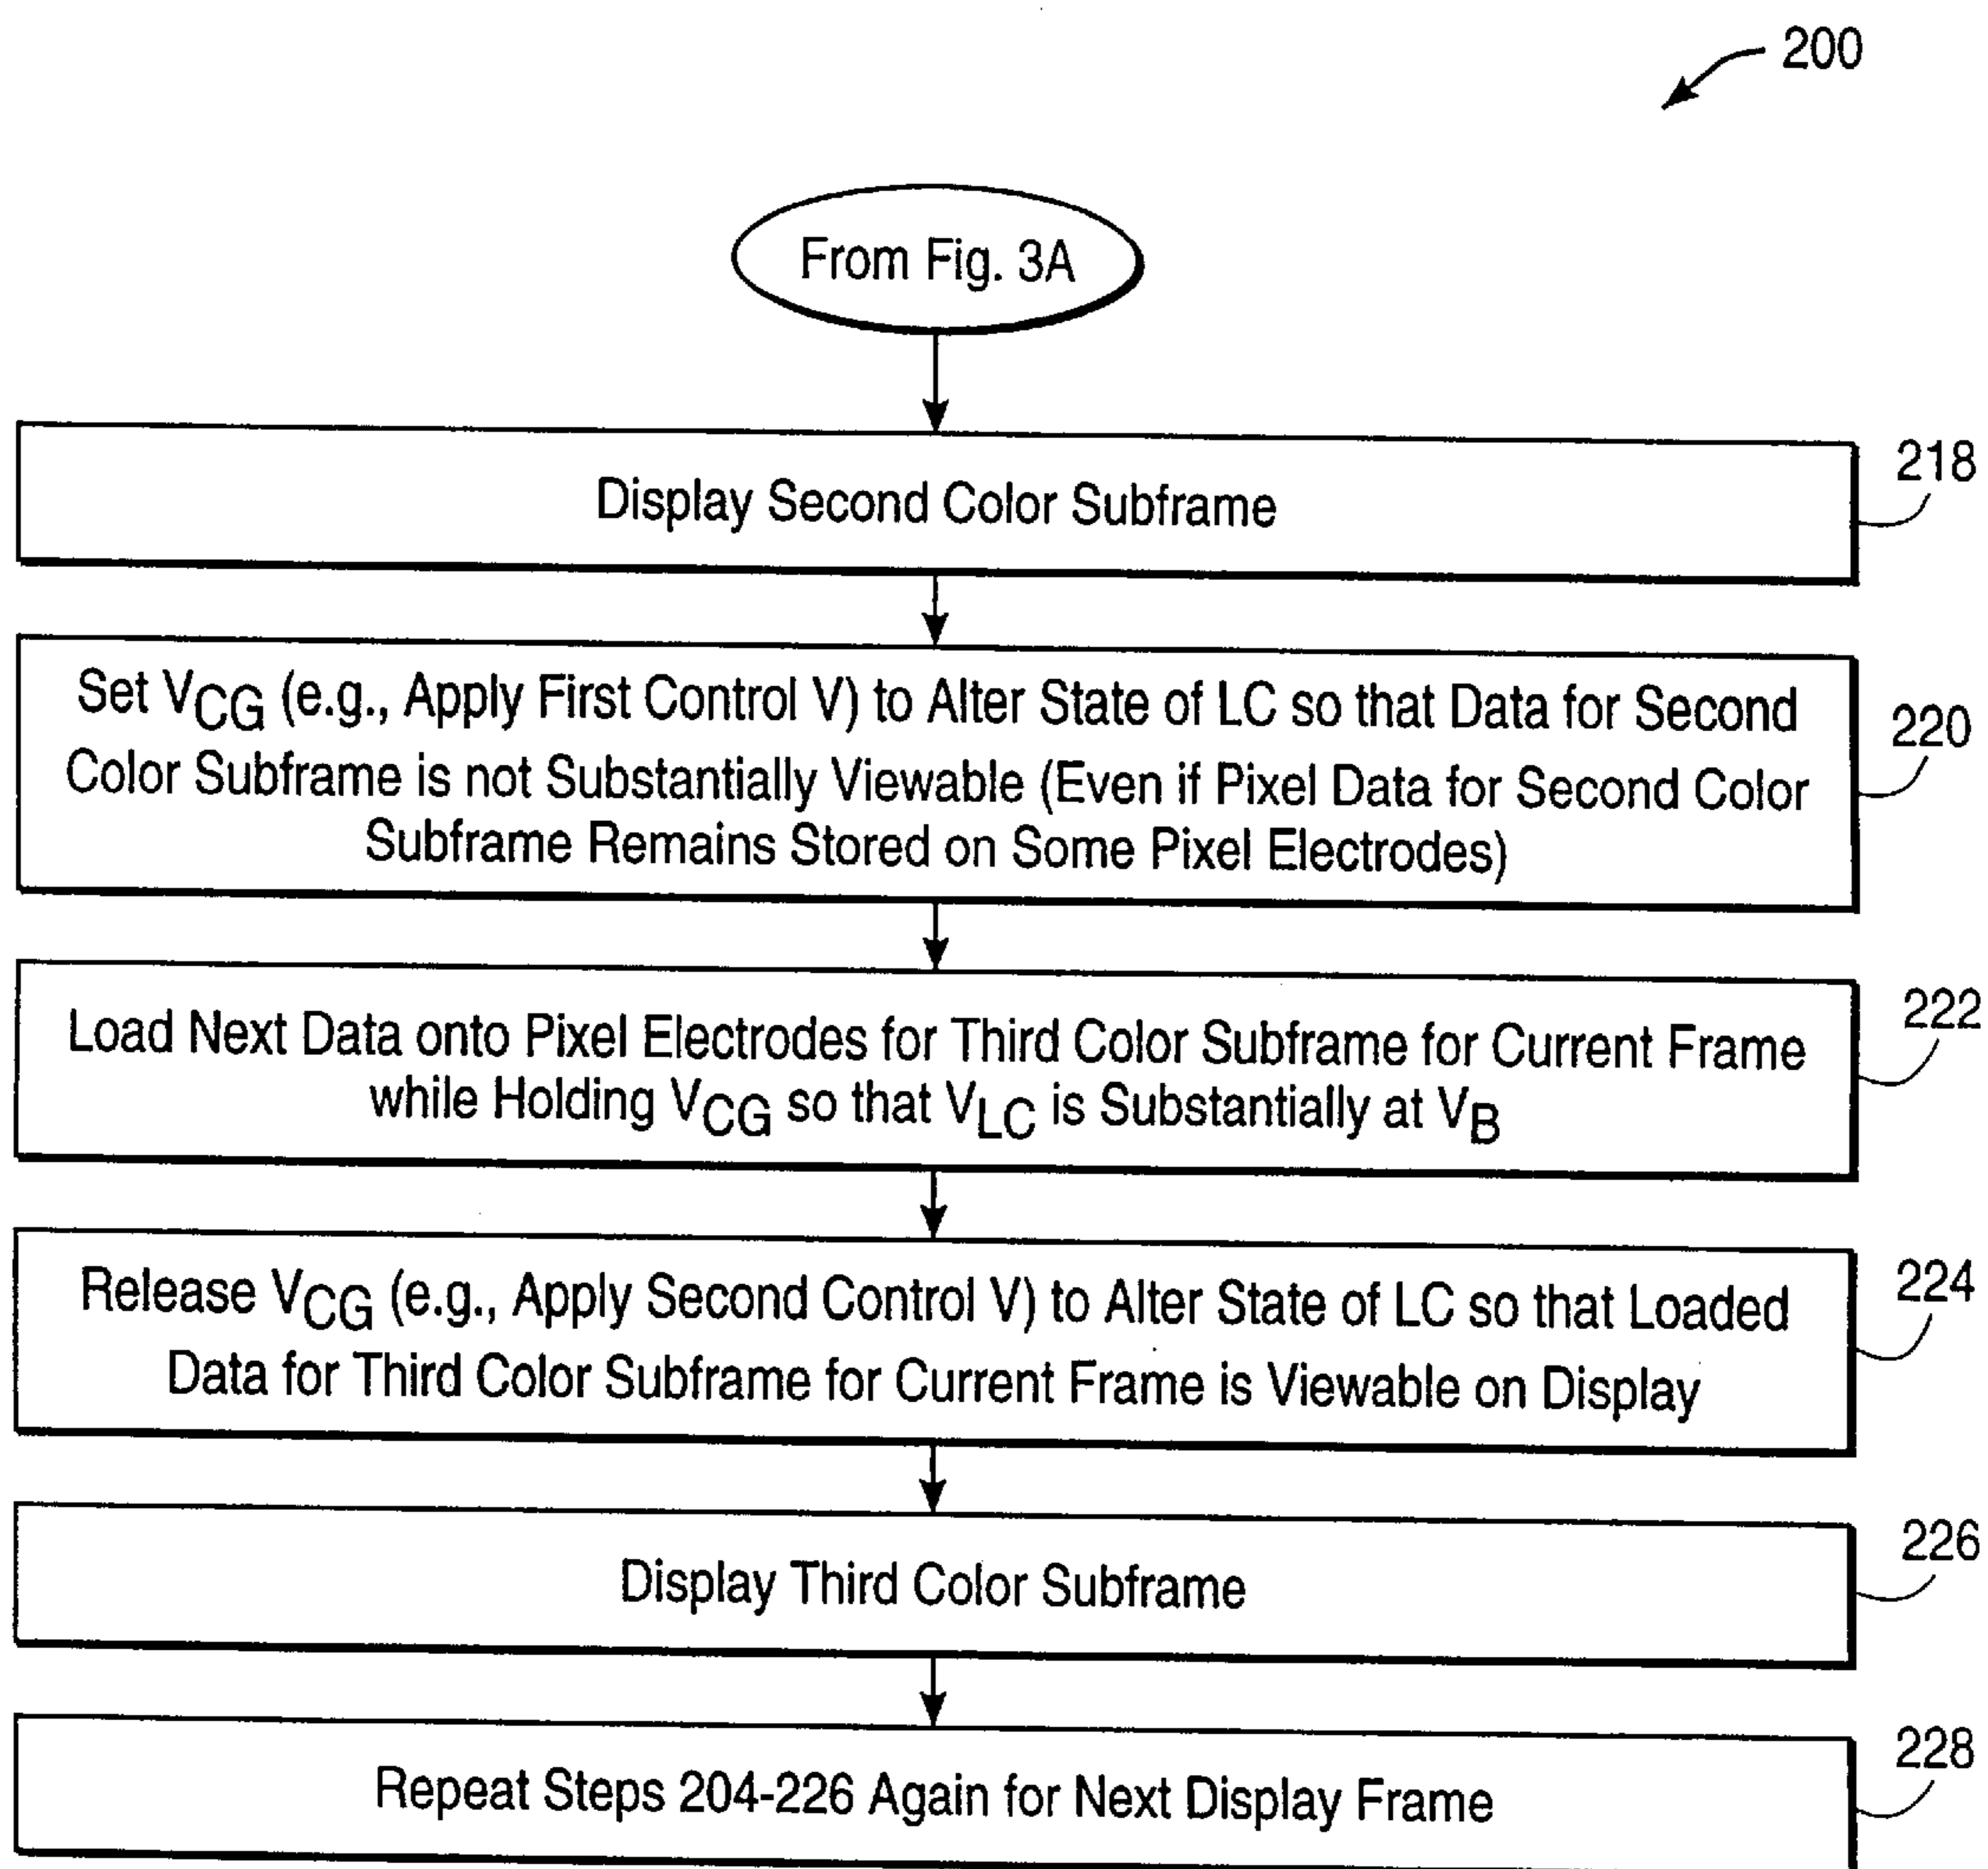 200
From Fig. 3A
Display Second Color Subframe
218
Set VCG (e.g., Apply First Control V) to Alter State of LC so that Data for Second
Color Subframe is not Substantially Viewable (Even if Pixel Data for Second Color
Subframe Remains Stored on Some Pixel Electrodes)
220
Load Next Data onto Pixel Electrodes for Third Color Subframe for Current Frame
while Holding VCG so that VLC is Substantially at VB
222
Release VCG (e.g., Apply Second Control V) to Alter State of LC so that Loaded
Data for Third Color Subframe for Current Frame is Viewable on Display
224
Display Third Color Subframe
226
Repeat Steps 204-226 Again for Next Display Frame
228